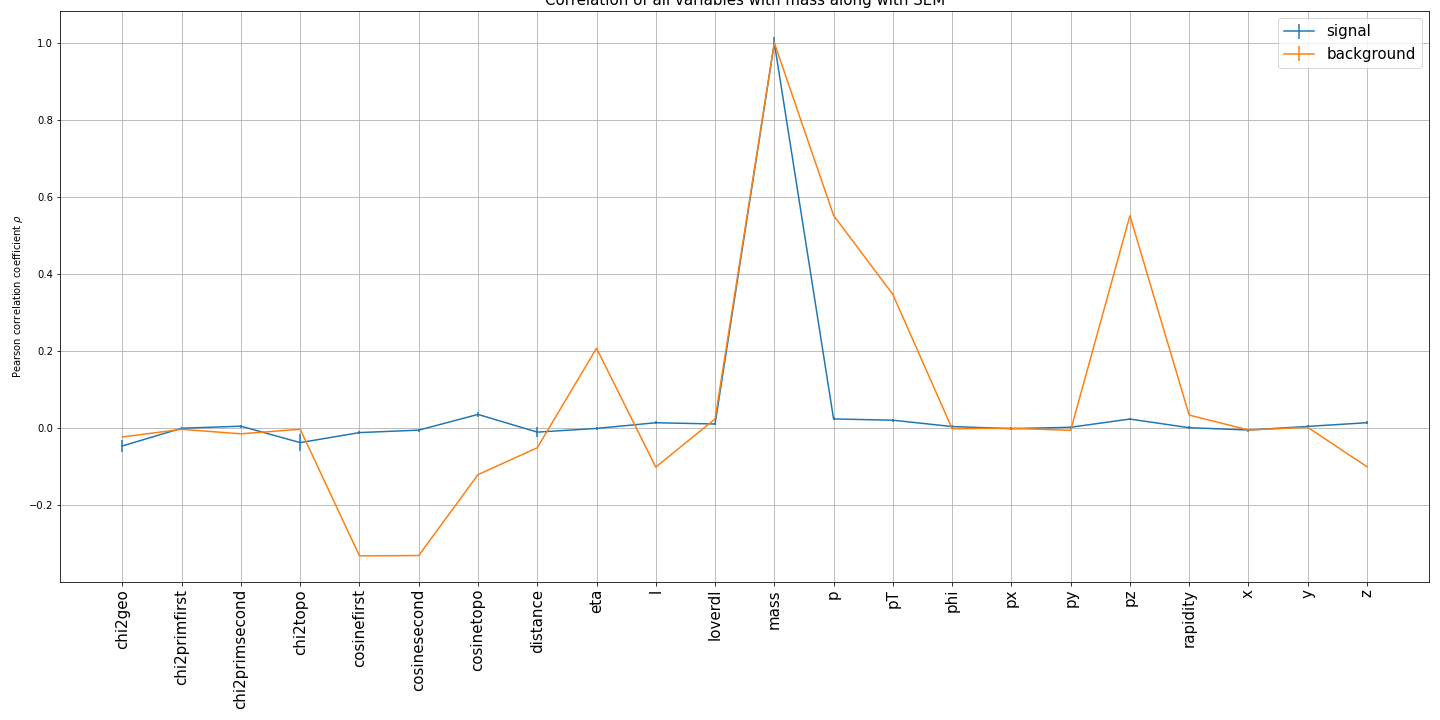 Correlation of all variables with mass along with SEM
signal
background
Pearson correlation coefficient ρ
1.0
0.8
0.6
0.4
0.2
0.0
−0.2
chi2geo
chi2primfirst
chi2primsecond
chi2topo
cosinefirst
cosinesecond
cosinetopo
distance
eta
l
loverdl
mass
p
pT
phi
px
py
pz
rapidity
x
y
z